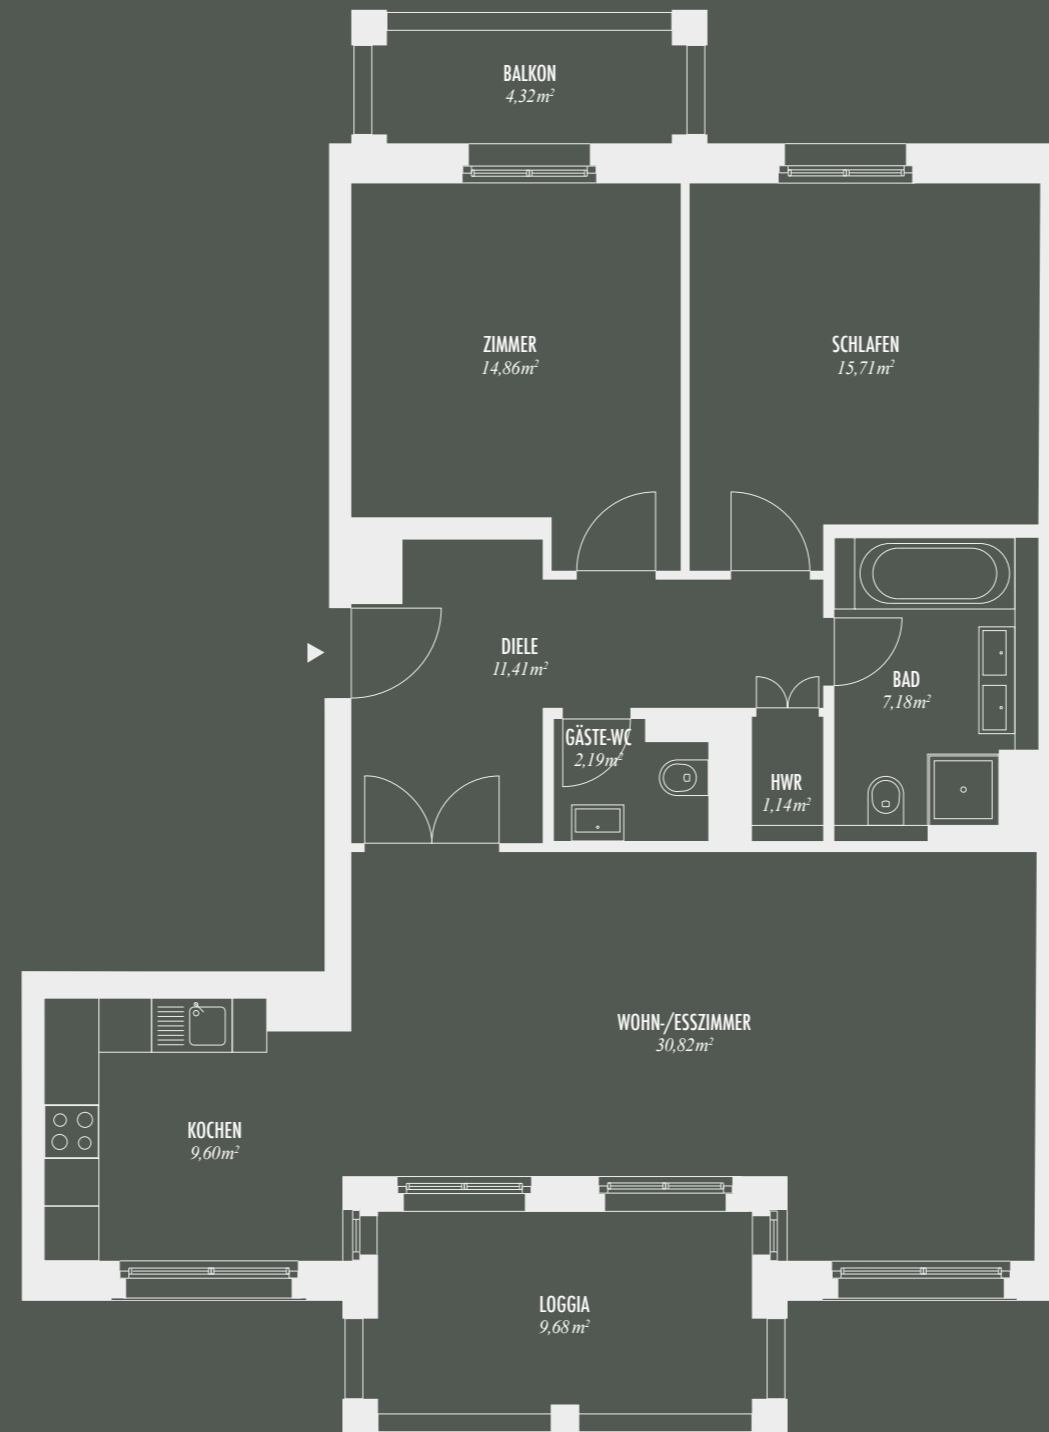 BALKON
4,32m²
ZIMMER
14,86m²
SCHLAFEN
15,71m²
DIELE
11,41m²
BAD
7,18m²
GÄSTE-WC
2,19m²
HWR
1,14m²
WOHN-/ESSZIMMER
30,82m²
KOCHEN
9,60m²
LOGGIA
9,68m²